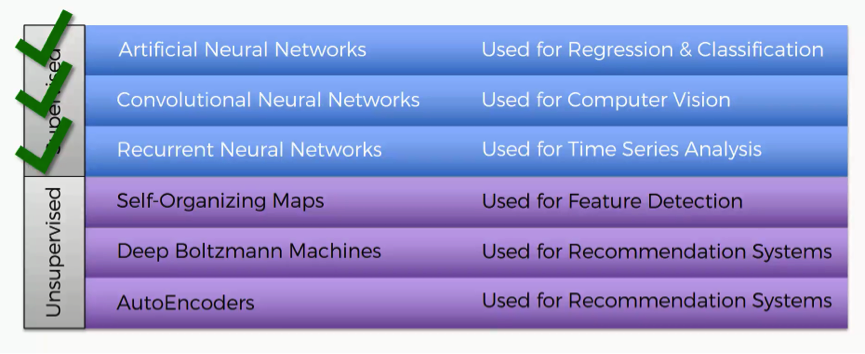 Supervised
Artificial Neural Networks Used for Regression & Classification
Convolutional Neural Networks Used for Computer Vision
Recurrent Neural Networks Used for Time Series Analysis
Unsupervised
Self-Organizing Maps Used for Feature Detection
Deep Boltzmann Machines Used for Recommendation Systems
AutoEncoders Used for Recommendation Systems